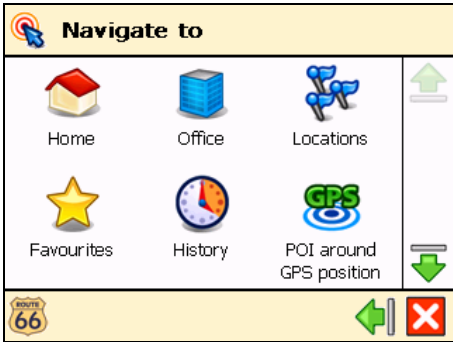 Navigate to
Home Office Locations
GPS
Favourites History POI around
GPS position
ROUTE
66